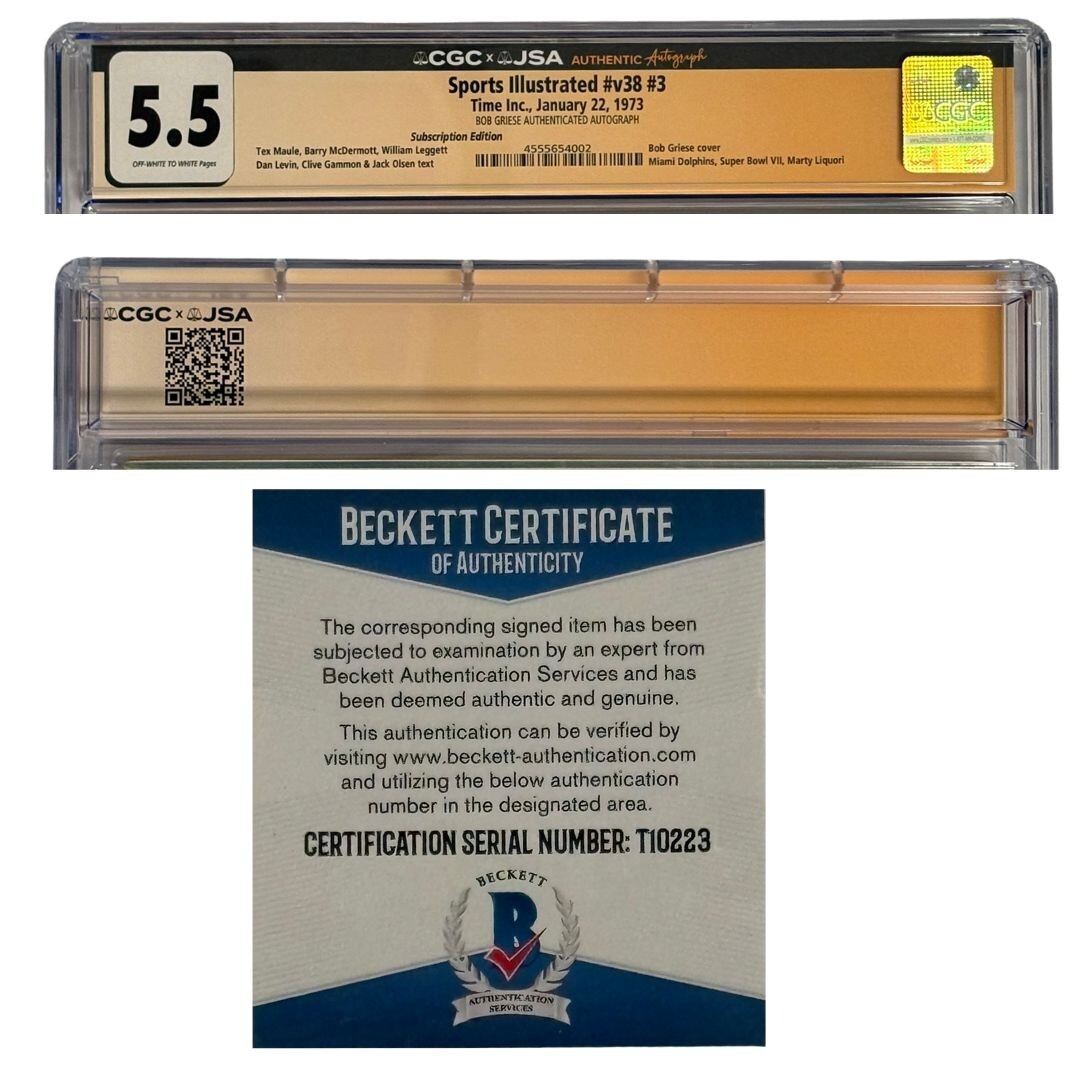 CGC x JSA AUTHENTIC Autograph
5.5
OFF-WHITE TO WHITE Pages
Sports Illustrated #v38 #3
Time Inc., January 22, 1973
BOB GRIESE AUTHENTICATED AUTOGRAPH
Subscription Edition
Tex Maule, Barry McDermott, William Leggett
Dan Levin, Clive Gammon & Jack Olsen text
4555654002
Bob Griese cover
Miami Dolphins, Super Bowl VII, Marty Liquori
CGC
CGC x JSA
BECKETT CERTIFICATE
OF AUTHENTICITY
The corresponding signed item has been
subjected to examination by an expert from
Beckett Authentication Services and has
been deemed authentic and genuine.
This authentication can be verified by
visiting www.beckett-authentication.com
and utilizing the below authentication
number in the designated area.
CERTIFICATION SERIAL NUMBER: T10223
BECKETT
B
AUTHENTICATION
SERVICES